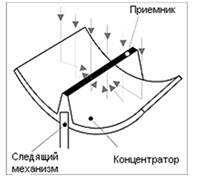 Приемник
Следящий
механизм
Концентратор